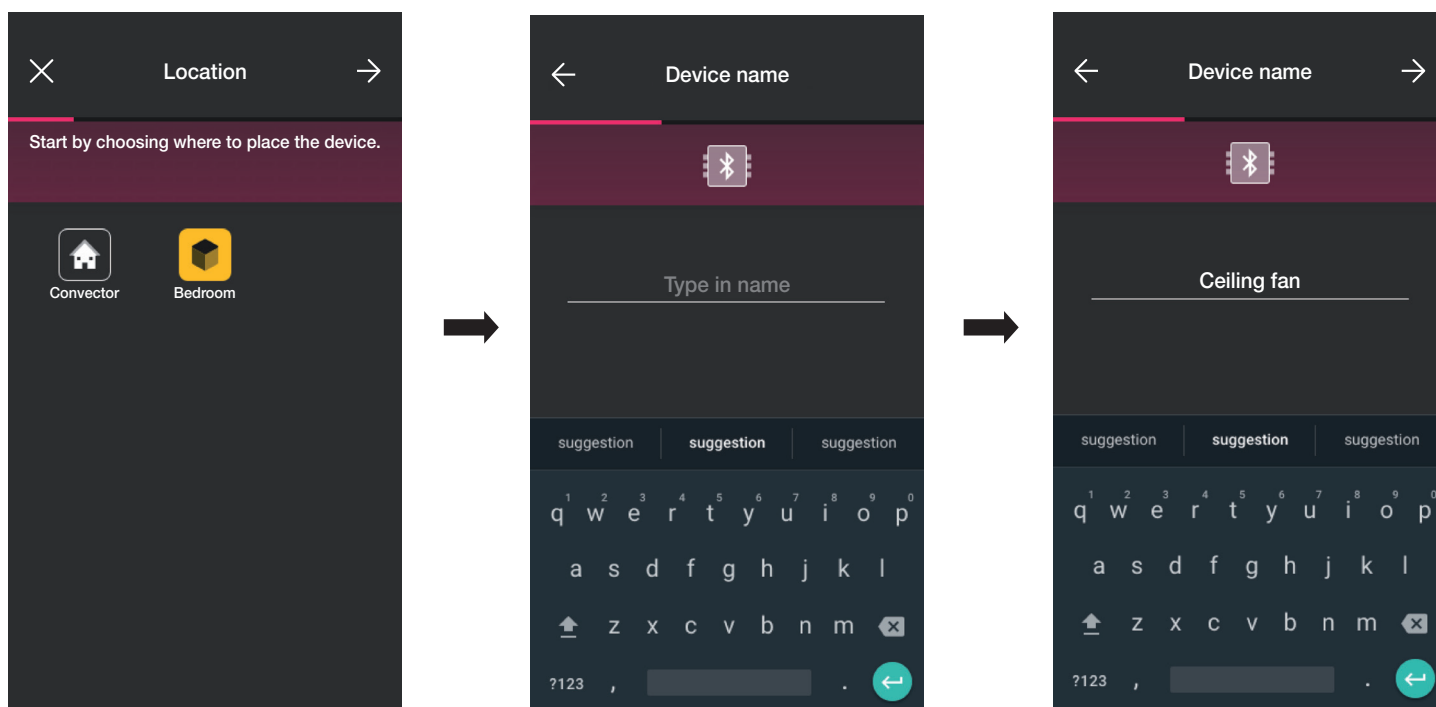 Location
Start by choosing where to place the device.
Convector Bedroom
Device name
Type in name
suggestion suggestion suggestion
1 2 3 4 5 6 7 8 9 0
q w e r t y u i o p
a s d f g h j k l
z x c v b n m
?123 , .
Device name
Ceiling fan
suggestion suggestion suggestion
1 2 3 4 5 6 7 8 9 0
q w e r t y u i o p
a s d f g h j k l
z x c v b n m
?123 , .